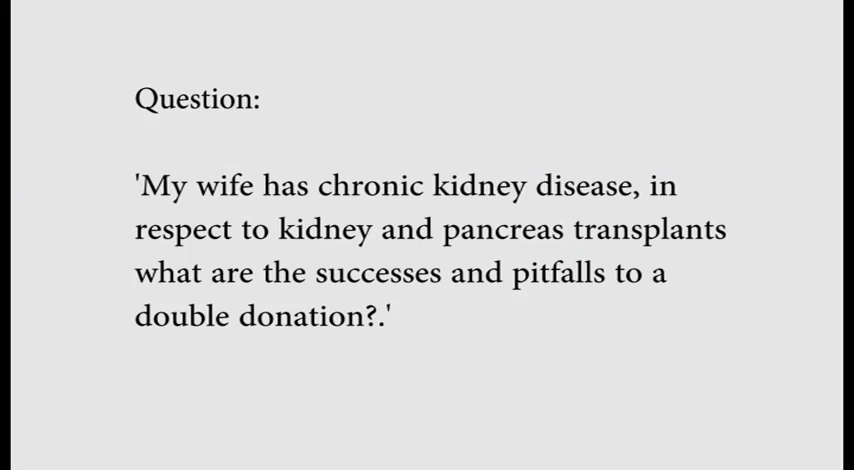 Question:
'My wife has chronic kidney disease, in
respect to kidney and pancreas transplants
what are the successes and pitfalls to a
double donation?.'